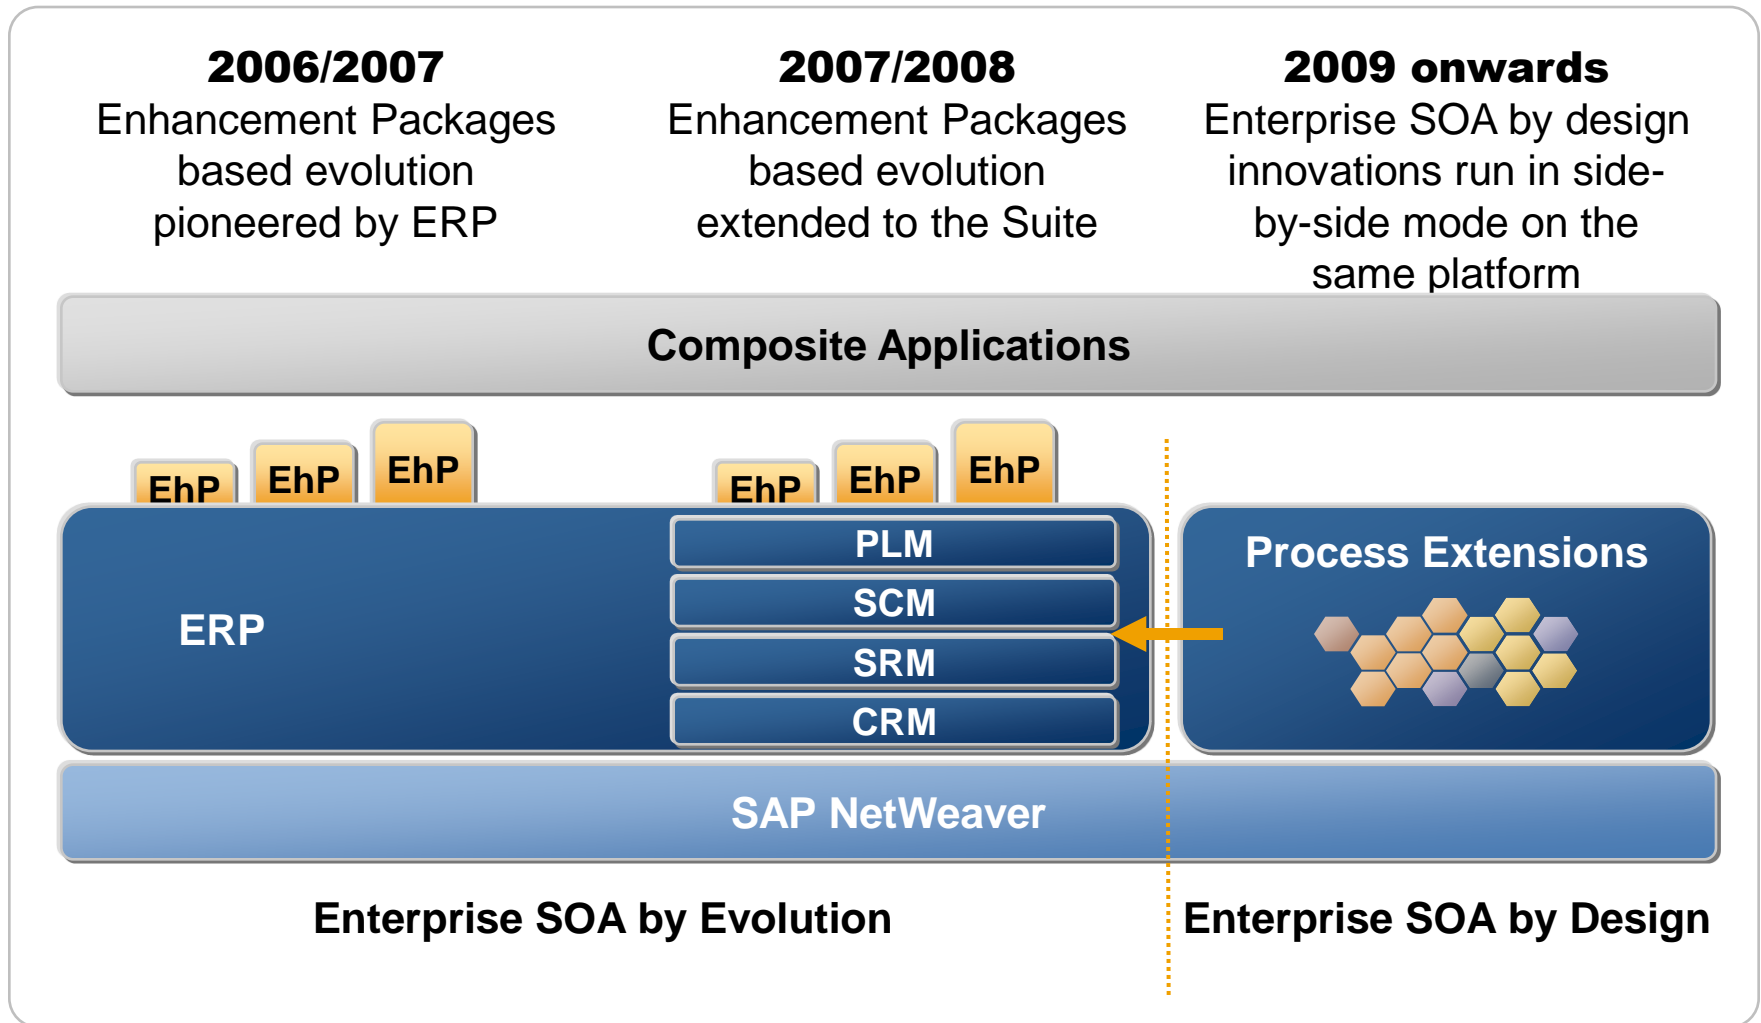 2006/2007
Enhancement Packages
based evolution
pioneered by ERP
2007/2008
Enhancement Packages
based evolution
extended to the Suite
2009 onwards
Enterprise SOA by design
innovations run in side-
by-side mode on the
same platform
Composite Applications
EhP
EhP
EhP
EhP
EhP
EhP
ERP
PLM
SCM
SRM
CRM
Process Extensions
SAP NetWeaver
Enterprise SOA by Evolution
Enterprise SOA by Design